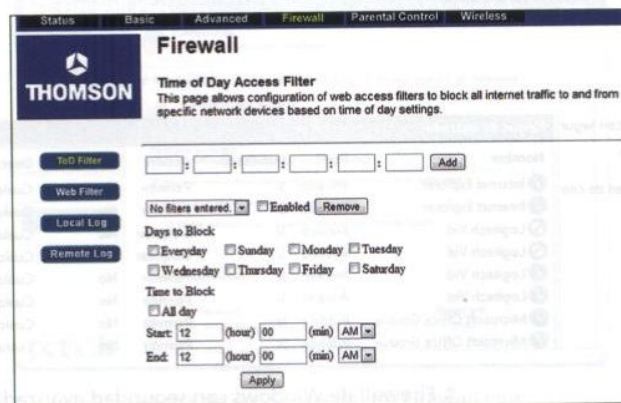 Status Basic Advanced Firewall Parental Control Wireless
THOMSON
Firewall
Time of Day Access Filter
This page allows configuration of web access filters to block all internet traffic to and from
specific network devices based on time of day settings.
ToD Filter
Web Filter
Local Log
Remote Log
: : : : : Add
No filters entered. Enabled Remove
Days to Block
Everyday Sunday Monday Tuesday
Wednesday Thursday Friday Saturday
Time to Block
All day
Start: 12 (hour) 00 (min) AM
End: 12 (hour) 00 (min) AM
Apply